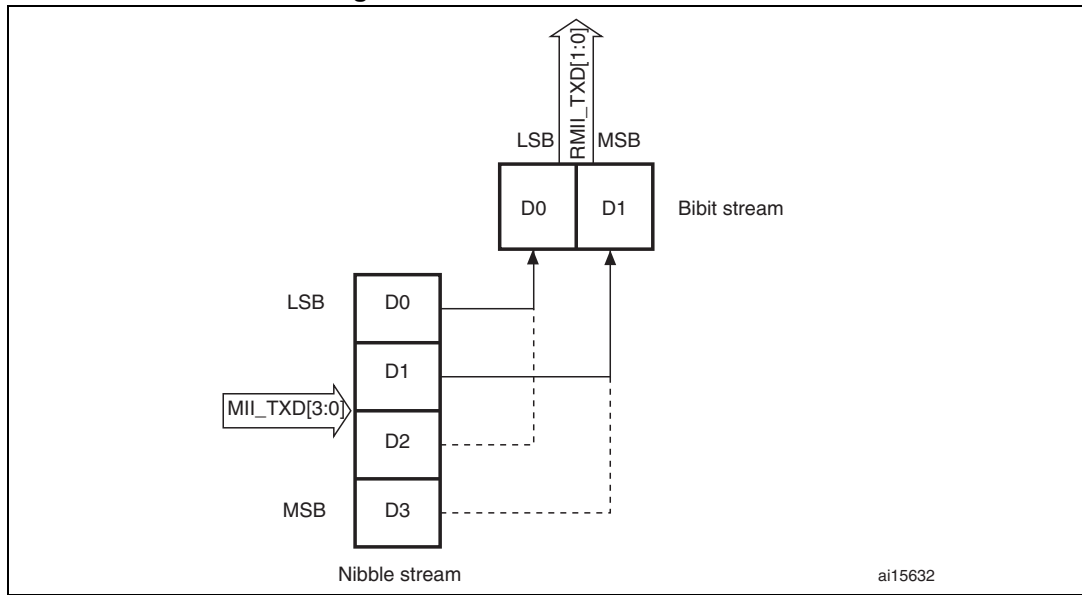 g
RMII_TXD[1:0]
LSB MSB
D0 D1 Bibit stream
LSB D0
D1
MII_TXD[3:0]
D2
MSB D3
Nibble stream
ai15632